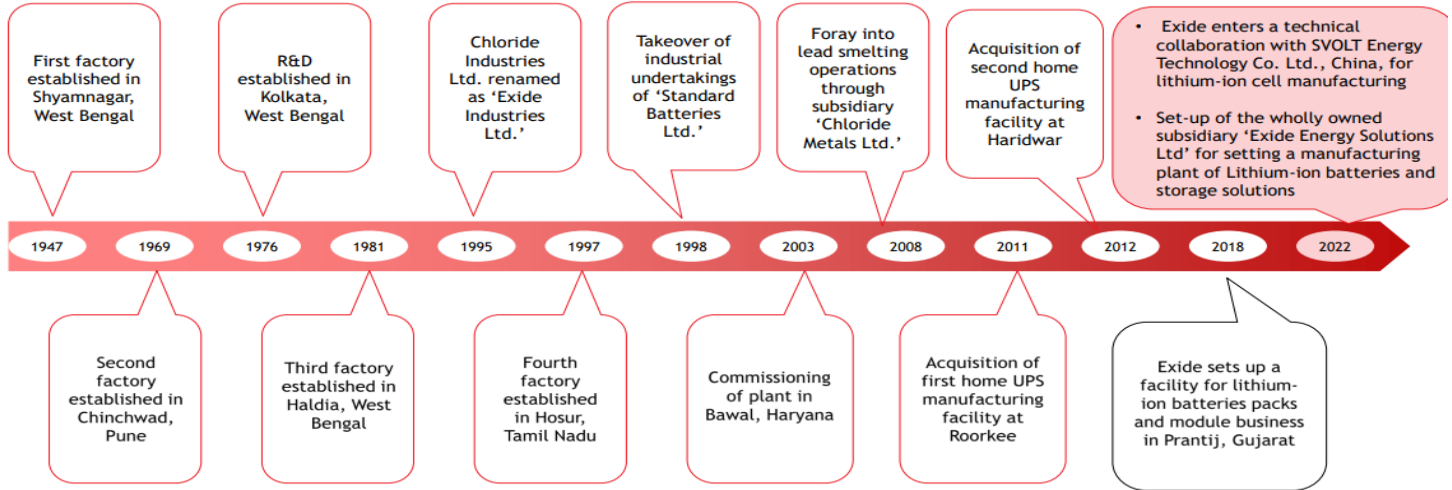 First factory
established in
Shyamnagar,
West Bengal
R&D
established in
Kolkata,
West Bengal
Chloride
Industries
Ltd. renamed
as ‘Exide
Industries
Ltd.’
Takeover of
industrial
undertakings
of ‘Standard
Batteries
Ltd.’
Foray into
lead smelting
operations
through
subsidiary
‘Chloride
Metals Ltd.’
Acquisition of
second home
UPS
manufacturing
facility at
Haridwar
• Exide enters a technical
collaboration with SVOLT Energy
Technology Co. Ltd., China, for
lithium-ion cell manufacturing
• Set-up of the wholly owned
subsidiary ‘Exide Energy Solutions
Ltd’ for setting a manufacturing
plant of Lithium-ion batteries and
storage solutions
1947 1969 1976 1981 1995 1997 1998 2003 2008 2011 2012 2018 2022
Second
factory
established in
Chinchwad,
Pune
Third factory
established in
Haldia, West
Bengal
Fourth
factory
established
in Hosur,
Tamil Nadu
Commissioning
of plant in
Bawal, Haryana
Acquisition of
first home UPS
manufacturing
facility at
Roorkee
Exide sets up a
facility for lithium-
ion batteries packs
and module business
in Prantij, Gujarat